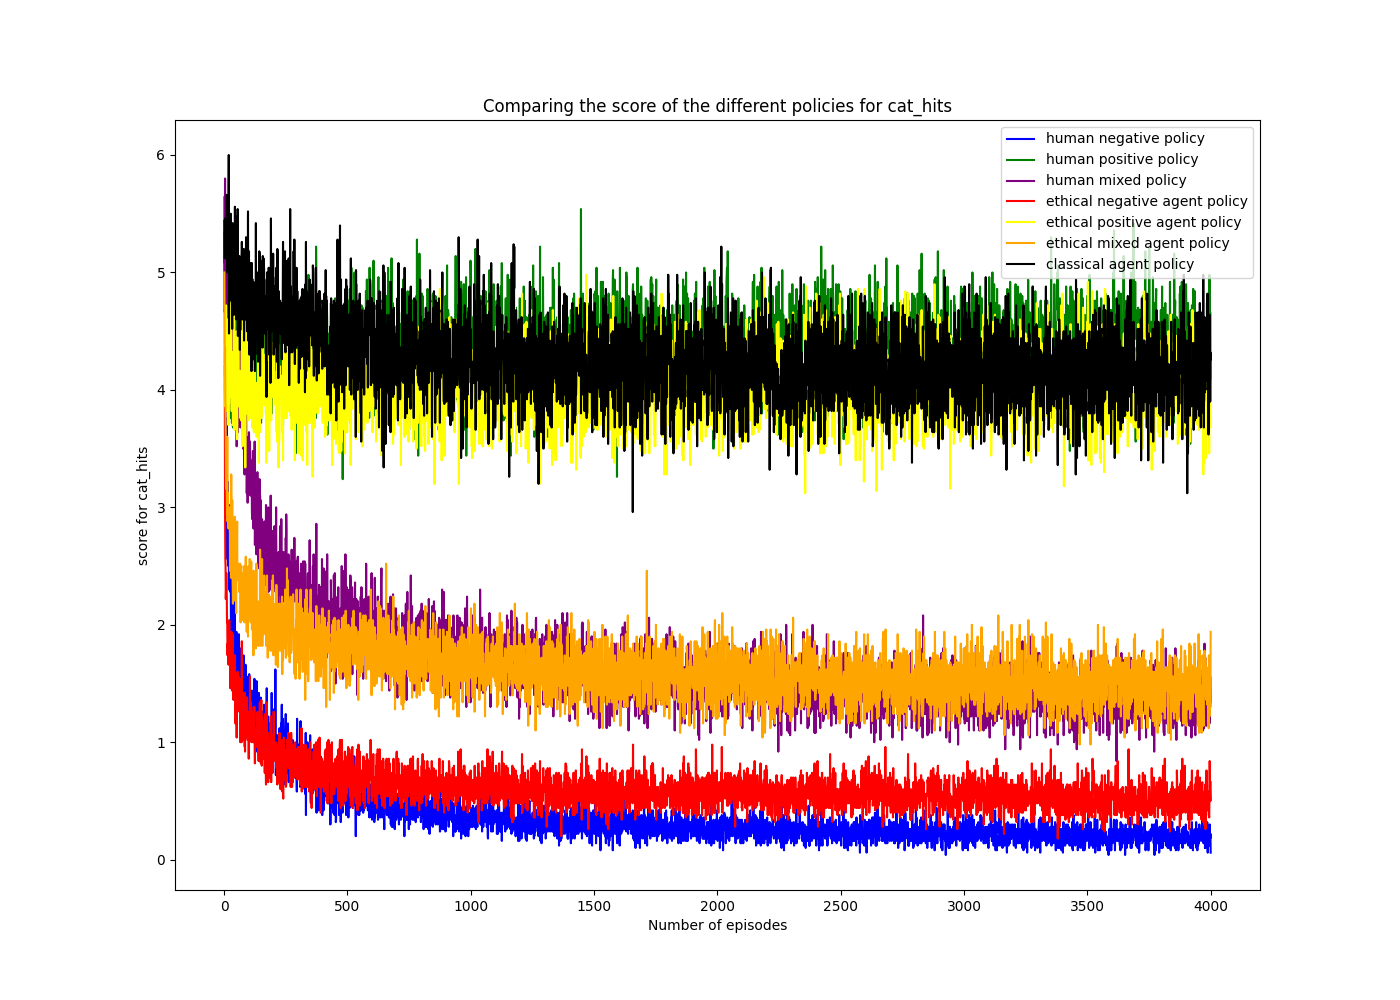 Comparing the score of the different policies for cat_hits
human negative policy
human positive policy
human mixed policy
ethical negative agent policy
ethical positive agent policy
ethical mixed agent policy
classical agent policy
score for cat_hits
6
5
4
3
2
1
0
0 500 1000 1500 2000 2500 3000 3500 4000
Number of episodes